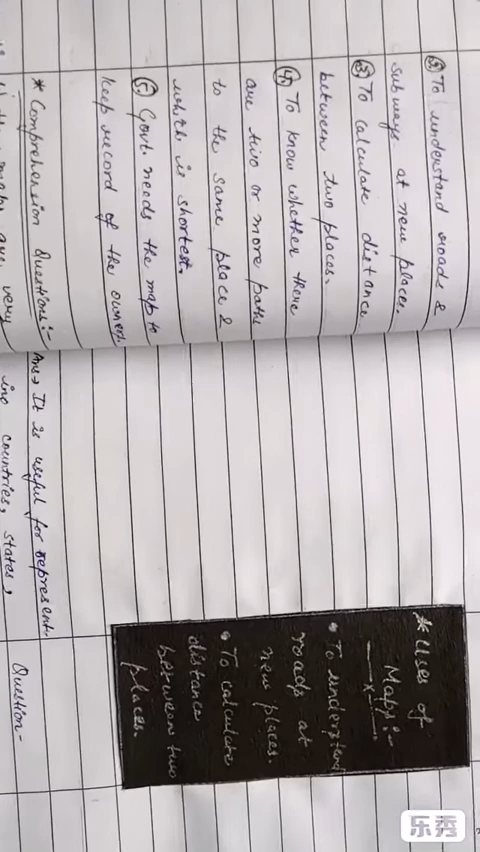 ② To understand roads &
subways at new place.
③ To calculate distance
between two places.
④ To know whether there
are two or more paths
to the same place &
which is shortest.
⑤ Govt. needs the map to
keep record of the owners
* Comprehension Questions:-
Ans→ It is useful for represent-
ing countries, states,
* Uses of
Maps:-
• To understand
roads at
new places.
• To calculate
distance
between two
places.
Question-
乐秀